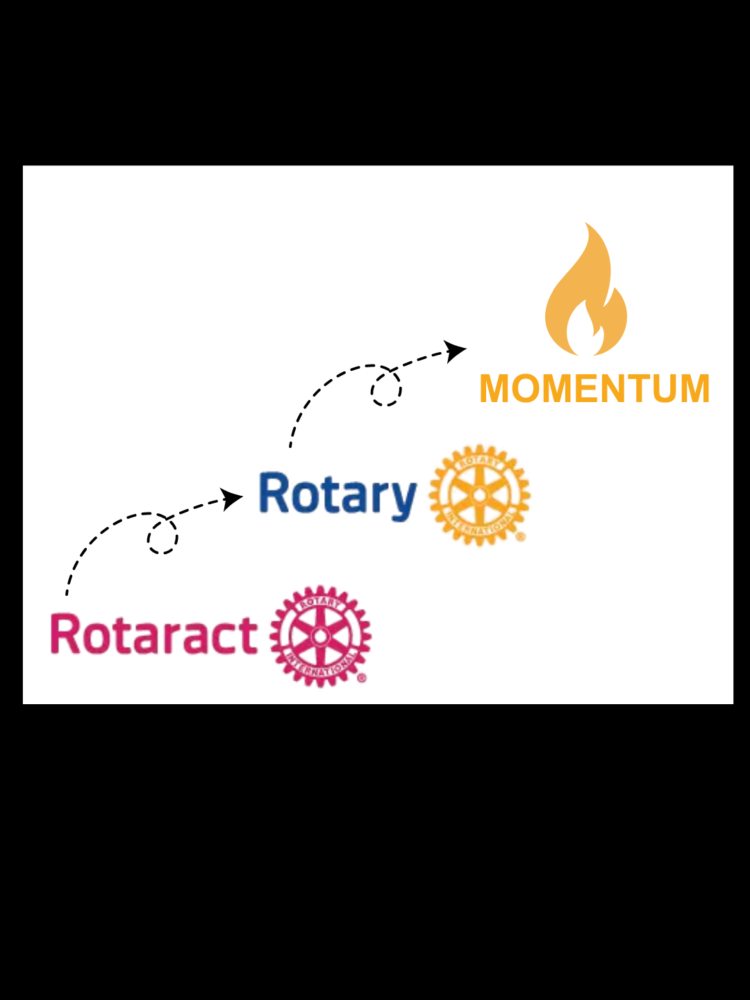 MOMENTUM
Rotary
ROTARY
INTERNATIONAL
®
Rotaract
ROTARY
INTERNATIONAL
®